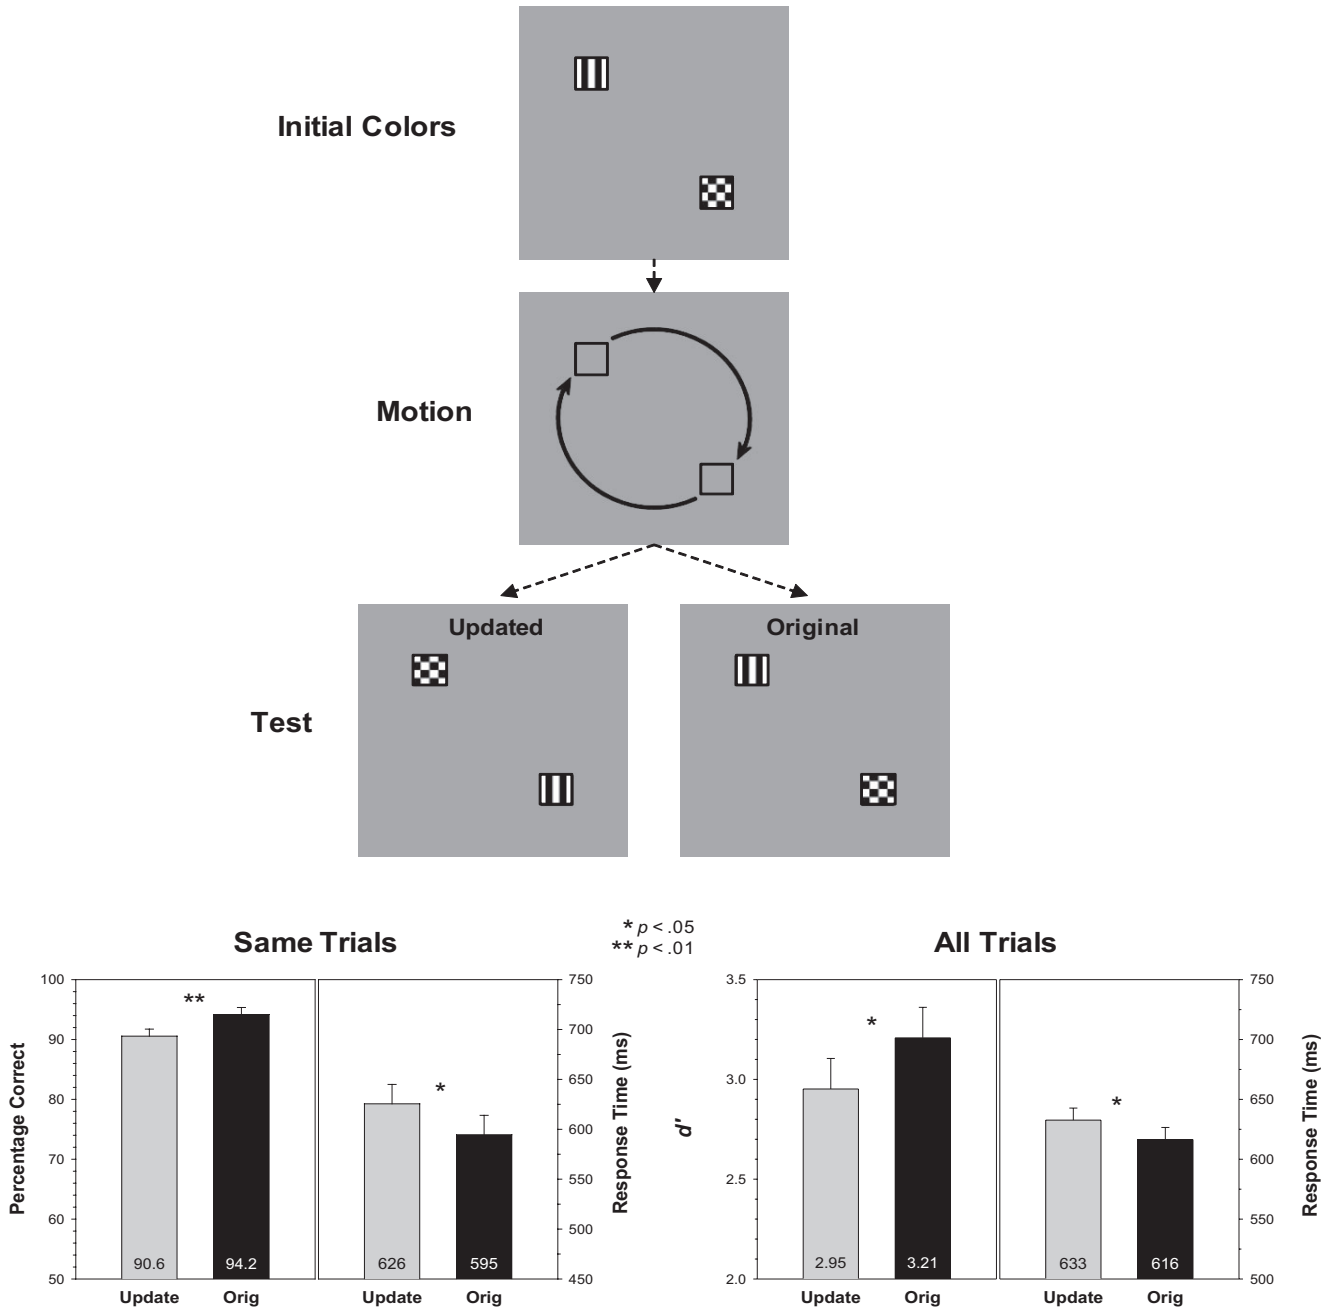 Initial Colors
Motion
Updated
Original
Test
* p < .05
** p < .01
Same Trials
All Trials
Percentage Correct
100
90
80
70
60
50
**
90.6
94.2
Update
Orig
*
626
595
Update
Orig
750
700
650
600
550
500
450
Response Time (ms)
d'
3.5
3.0
2.5
2.0
*
2.95
3.21
Update
Orig
*
633
616
Update
Orig
750
700
650
600
550
500
Response Time (ms)